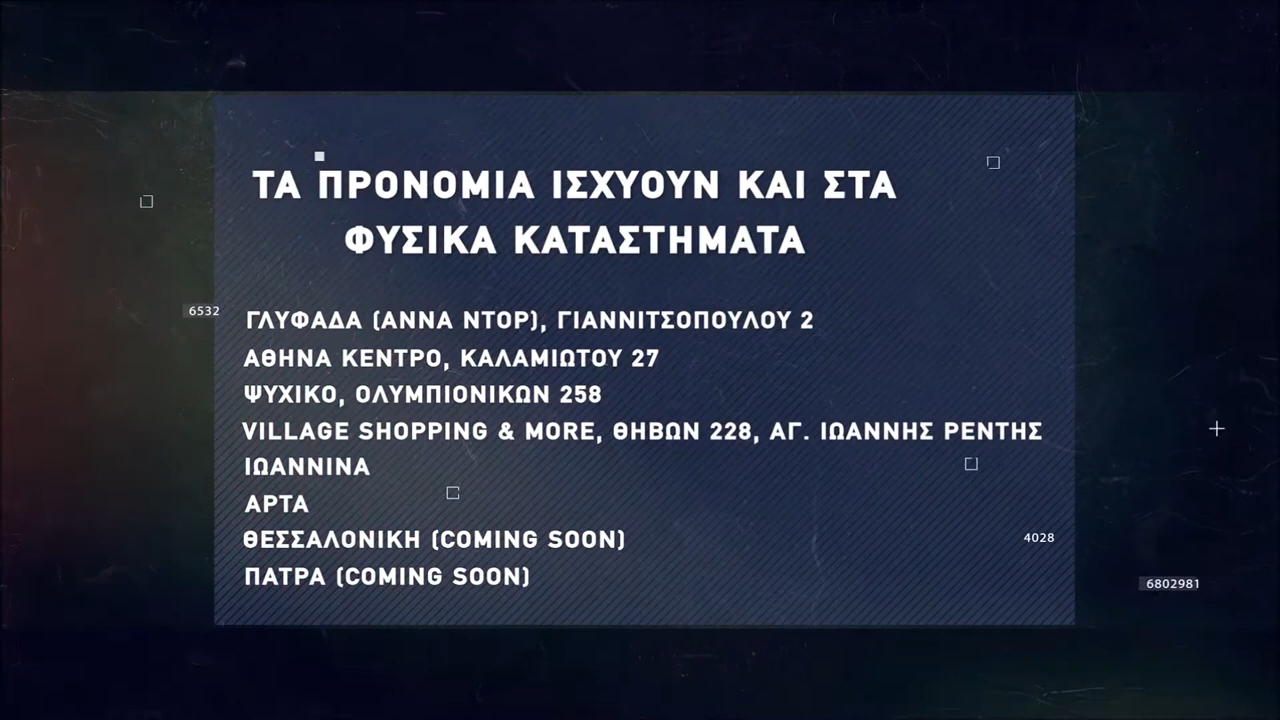 ΤΑ ΠΡΟΝΟΜΙΑ ΙΣΧΥΟΥΝ ΚΑΙ ΣΤΑ
ΦΥΣΙΚΑ ΚΑΤΑΣΤΗΜΑΤΑ
6532
ΓΛΥΦΑΔΑ (ΑΝΝΑ ΝΤΟΡ), ΓΙΑΝΝΙΤΣΟΠΟΥΛΟΥ 2
ΑΘΗΝΑ ΚΕΝΤΡΟ, ΚΑΛΑΜΙΩΤΟΥ 27
ΨΥΧΙΚΟ, ΟΛΥΜΠΙΟΝΙΚΩΝ 258
VILLAGE SHOPPING & MORE, ΘΗΒΩΝ 228, ΑΓ. ΙΩΑΝΝΗΣ ΡΕΝΤΗΣ
ΙΩΑΝΝΙΝΑ
ΑΡΤΑ
ΘΕΣΣΑΛΟΝΙΚΗ (COMING SOON)
4028
ΠΑΤΡΑ (COMING SOON)
6802981